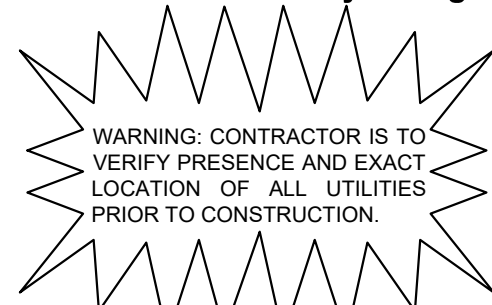 WARNING: CONTRACTOR IS TO
VERIFY PRESENCE AND EXACT
LOCATION OF ALL UTILITIES
PRIOR TO CONSTRUCTION.